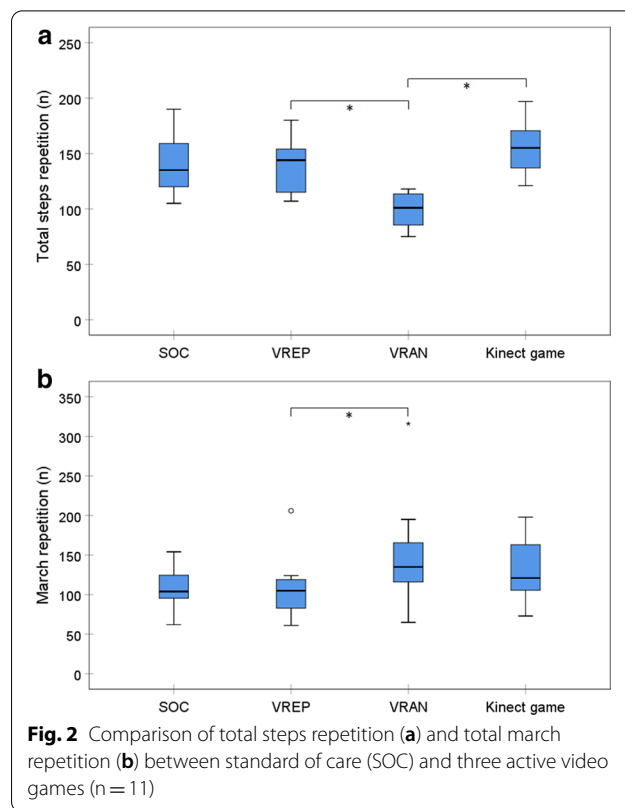 a
250
200
150
100
50
0
Total steps repetition (n)
*
*
SOC VREP VRAN Kinect game
b
350
300
250
200
150
100
50
0
March repetition (n)
*
*
SOC VREP VRAN Kinect game
Fig. 2 Comparison of total steps repetition (a) and total march
repetition (b) between standard of care (SOC) and three active video
games (n = 11)